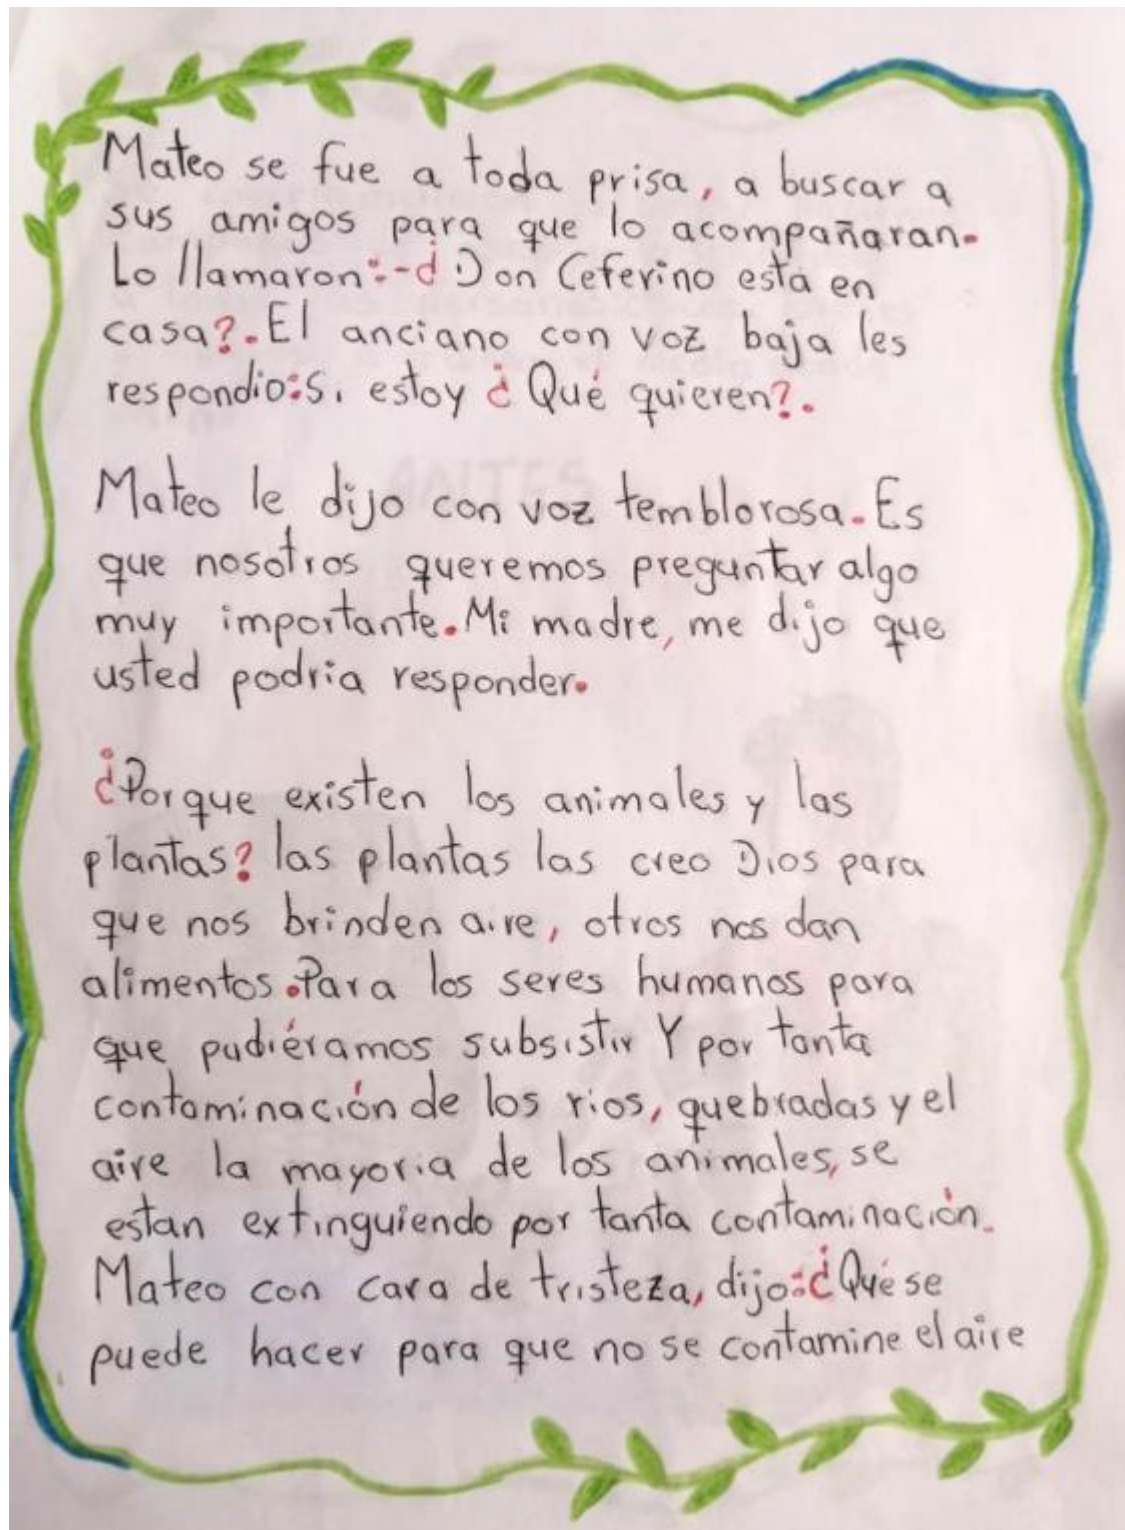 Mateo se fue a toda prisa, a buscar a
sus amigos para que lo acompañaran.
Lo llamaron:-¿Don Ceferino está en
casa?.El anciano con voz baja les
respondio:Si estoy ¿Qué quieren?.
Mateo le dijo con voz temblorosa.Es
que nosotros queremos preguntar algo
muy importante.Mi madre, me dijo que
usted podria responder.
¿Porque existen los animales y las
plantas? las plantas las creo Dios para
que nos brinden aire, otros nos dan
alimentos.Para los seres humanos para
que pudiéramos subsistir Y por tanta
contaminación de los rios, quebradas y el
aire la mayoria de los animales, se
estan extinguiendo por tanta contaminación.
Mateo con cara de tristeza, dijo:¿Qué se
puede hacer para que no se contamine el aire